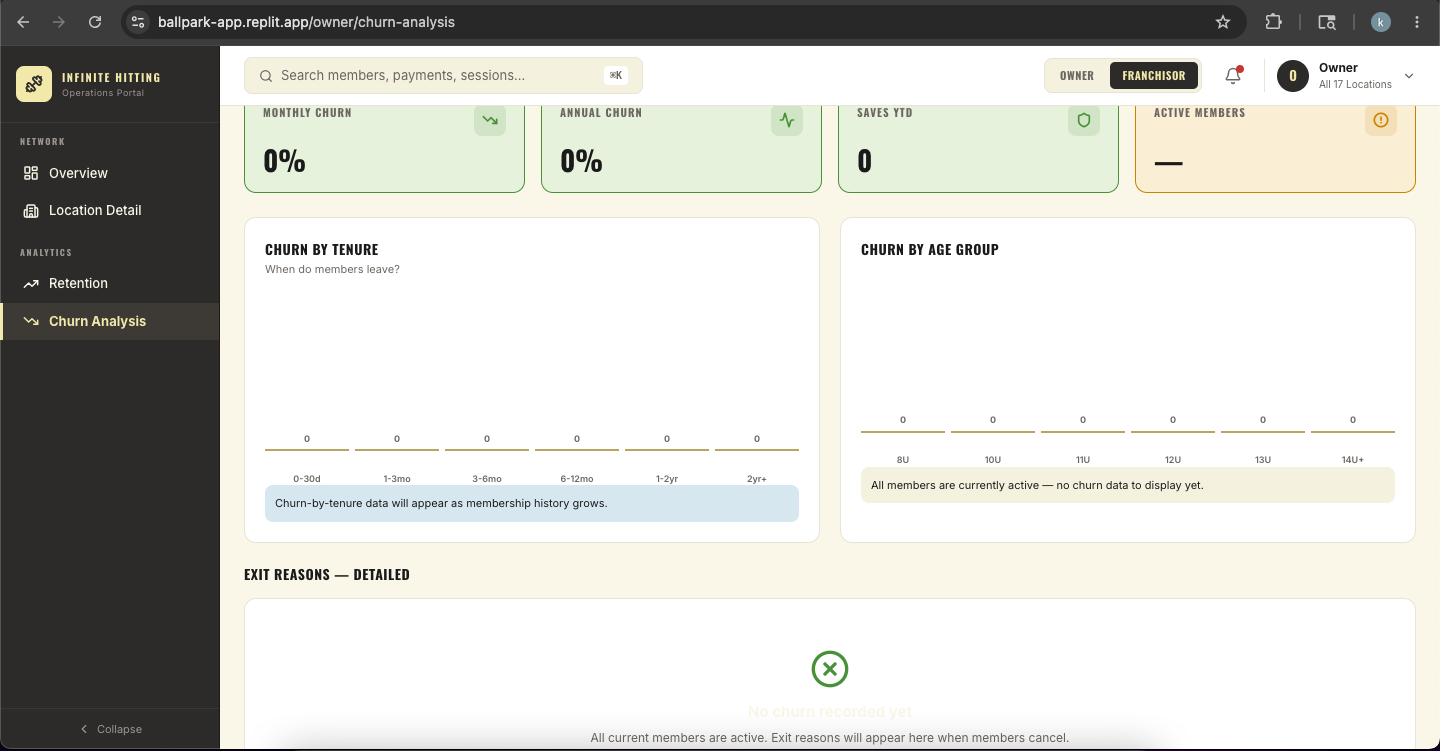 ballpark-app.replit.app/owner/churn-analysis
k
INFINITE HITTING
Operations Portal
Search members, payments, sessions...
⌘K
OWNER
FRANCHISOR
O
Owner
All 17 Locations
NETWORK
Overview
Location Detail
ANALYTICS
Retention
Churn Analysis
Collapse
MONTHLY CHURN
0%
ANNUAL CHURN
0%
SAVES YTD
0
ACTIVE MEMBERS
—
CHURN BY TENURE
When do members leave?
0 0 0 0 0 0
0-30d 1-3mo 3-6mo 6-12mo 1-2yr 2yr+
Churn-by-tenure data will appear as membership history grows.
CHURN BY AGE GROUP
0 0 0 0 0 0
8U 10U 11U 12U 13U 14U+
All members are currently active — no churn data to display yet.
EXIT REASONS — DETAILED
No churn recorded yet
All current members are active. Exit reasons will appear here when members cancel.